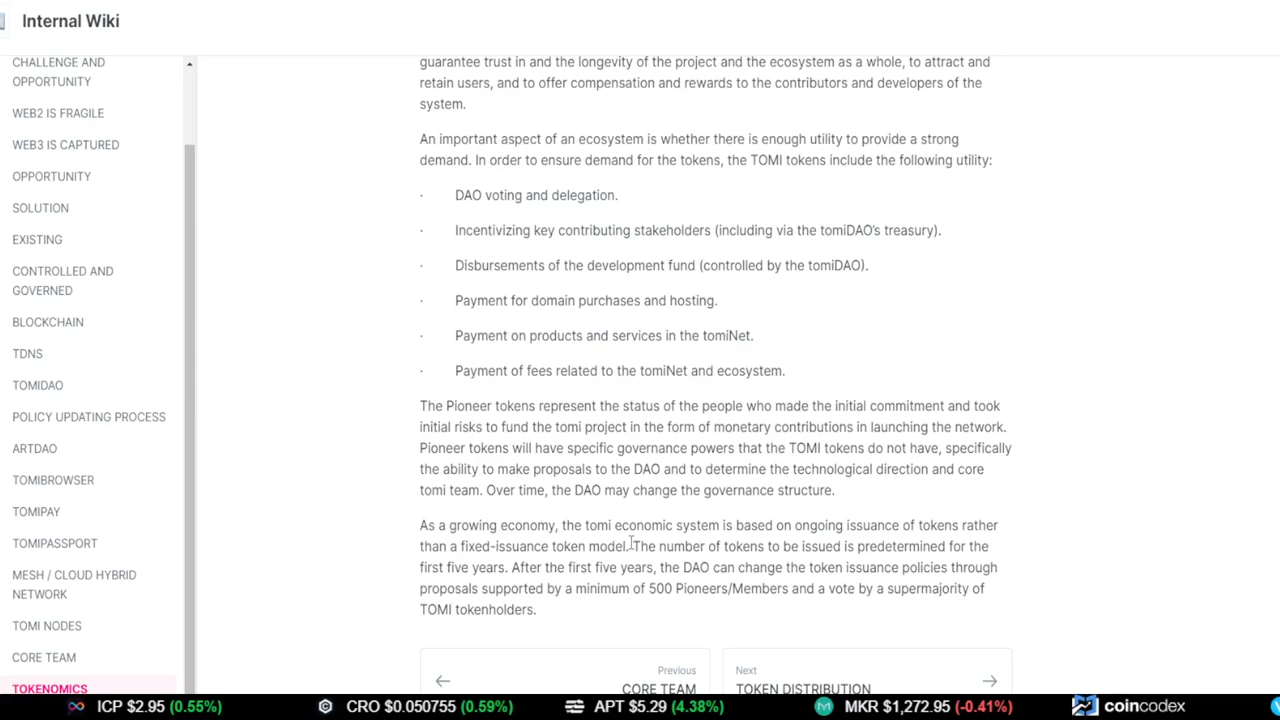 Internal Wiki
CHALLENGE AND
OPPORTUNITY
WEB2 IS FRAGILE
WEB3 IS CAPTURED
OPPORTUNITY
SOLUTION
EXISTING
CONTROLLED AND
GOVERNED
BLOCKCHAIN
TDNS
TOMIDAO
POLICY UPDATING PROCESS
ARTDAO
TOMIBROWSER
TOMIPAY
TOMIPASSPORT
MESH / CLOUD HYBRID
NETWORK
TOMI NODES
CORE TEAM
TOKENOMICS
guarantee trust in and the longevity of the project and the ecosystem as a whole, to attract and
retain users, and to offer compensation and rewards to the contributors and developers of the
system.
An important aspect of an ecosystem is whether there is enough utility to provide a strong
demand. In order to ensure demand for the tokens, the TOMI tokens include the following utility:
· DAO voting and delegation.
· Incentivizing key contributing stakeholders (including via the tomiDAO's treasury).
· Disbursements of the development fund (controlled by the tomiDAO).
· Payment for domain purchases and hosting.
· Payment on products and services in the tomiNet.
· Payment of fees related to the tomiNet and ecosystem.
The Pioneer tokens represent the status of the people who made the initial commitment and took
initial risks to fund the tomi project in the form of monetary contributions in launching the network.
Pioneer tokens will have specific governance powers that the TOMI tokens do not have, specifically
the ability to make proposals to the DAO and to determine the technological direction and core
tomi team. Over time, the DAO may change the governance structure.
As a growing economy, the tomi economic system is based on ongoing issuance of tokens rather
than a fixed-issuance token model. The number of tokens to be issued is predetermined for the
first five years. After the first five years, the DAO can change the token issuance policies through
proposals supported by a minimum of 500 Pioneers/Members and a vote by a supermajority of
TOMI tokenholders.
Previous
CORE TEAM
Next
TOKEN DISTRIBUTION
ICP $2.95 (0.55%) CRO $0.050755 (0.59%) APT $5.29 (4.38%) MKR $1,272.95 (-0.41%) coincodex